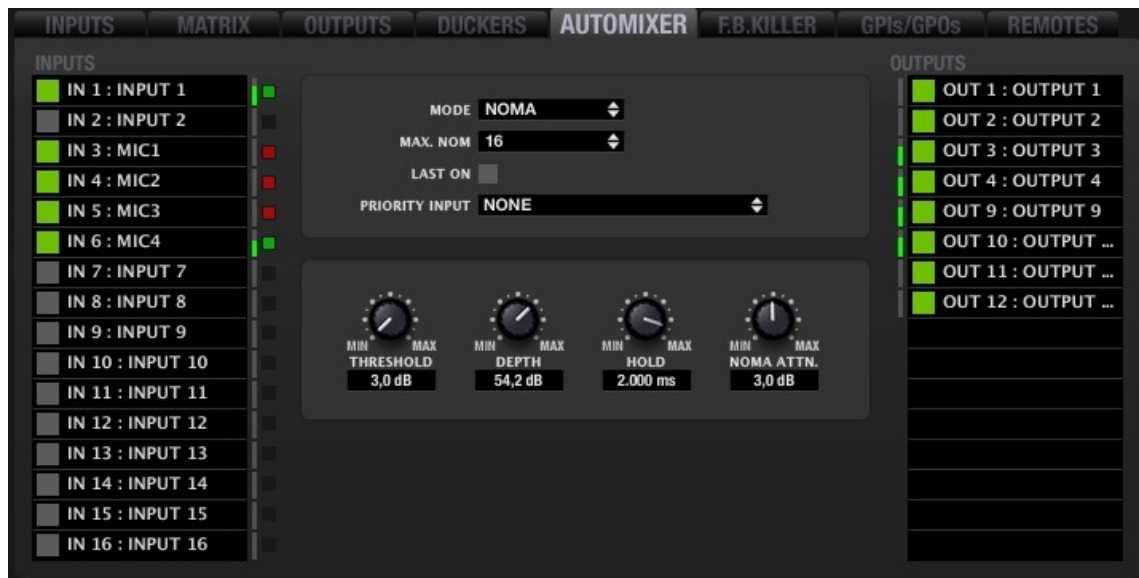 INPUTS MATRIX OUTPUTS DUCKERS AUTOMIXER F.B.KILLER GPIs/GPOs REMOTES
INPUTS
IN 1 : INPUT 1
IN 2 : INPUT 2
IN 3 : MIC1
IN 4 : MIC2
IN 5 : MIC3
IN 6 : MIC4
IN 7 : INPUT 7
IN 8 : INPUT 8
IN 9 : INPUT 9
IN 10 : INPUT 10
IN 11 : INPUT 11
IN 12 : INPUT 12
IN 13 : INPUT 13
IN 14 : INPUT 14
IN 15 : INPUT 15
IN 16 : INPUT 16
MODE NOMA
MAX. NOM 16
LAST ON
PRIORITY INPUT NONE
MIN MAX MIN MAX MIN MAX MIN MAX
THRESHOLD DEPTH HOLD NOMA ATTN.
3,0 dB 54,2 dB 2.000 ms 3,0 dB
OUTPUTS
OUT 1 : OUTPUT 1
OUT 2 : OUTPUT 2
OUT 3 : OUTPUT 3
OUT 4 : OUTPUT 4
OUT 9 : OUTPUT 9
OUT 10 : OUTPUT ...
OUT 11 : OUTPUT ...
OUT 12 : OUTPUT ...